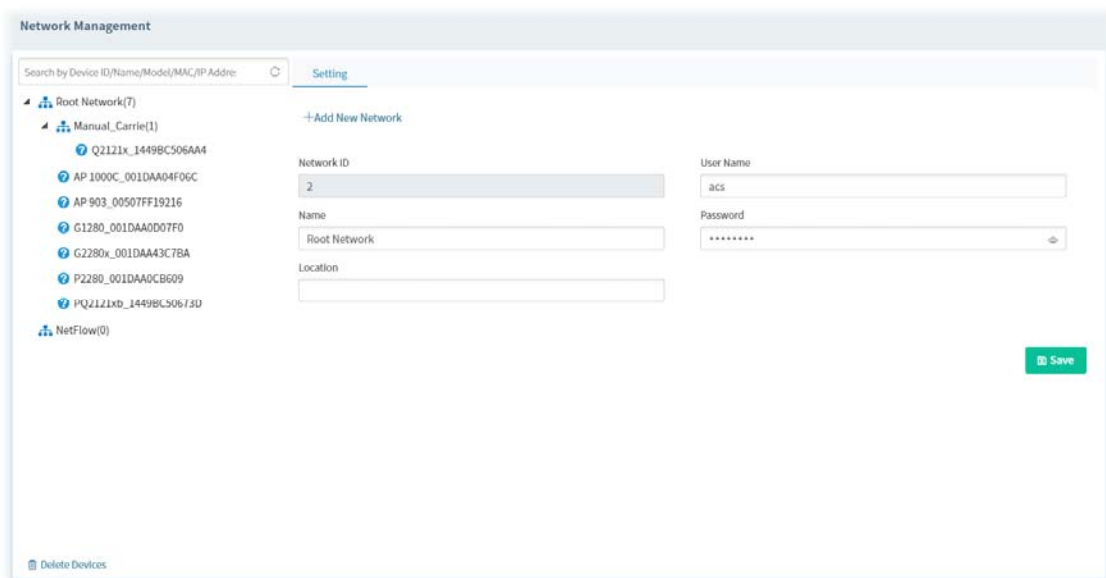 Network Management
Search by Device ID/Name/Model/MAC/IP Addre
Setting
Root Network(7)
Manual_Carrie(1)
Q2121x_1449BC506AA4
AP 1000C_001DAA04F06C
AP 903_00507FF19216
G1280_001DAA0D07F0
G2280x_001DAA43C7BA
P2280_001DAA0CB609
PQ2121xb_1449BC50673D
NetFlow(0)
+Add New Network
Network ID
2
User Name
acs
Name
Root Network
Password
********
Location
Save
Delete Devices